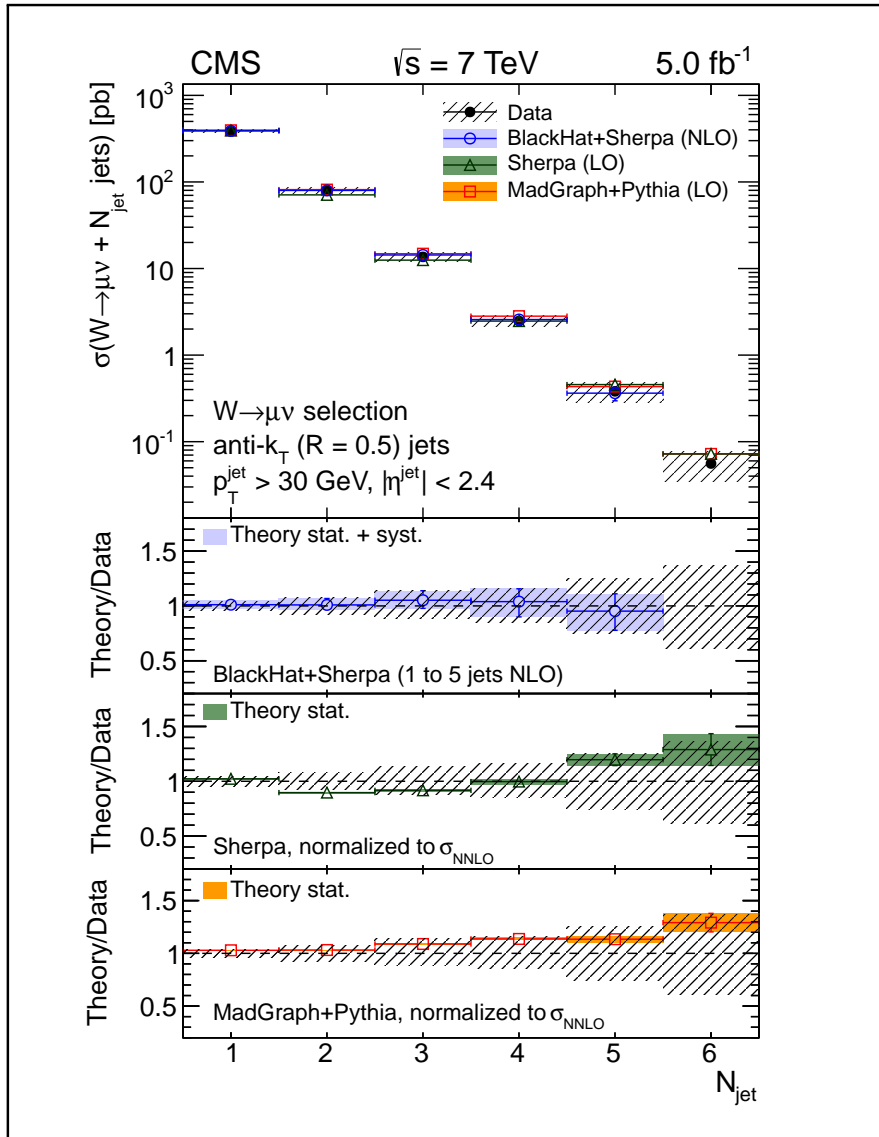 CMS √s = 7 TeV 5.0 fb⁻¹
σ(W→μν + N_jet jets) [pb]
10³
10²
10
1
10⁻¹
Data
BlackHat+Sherpa (NLO)
Sherpa (LO)
MadGraph+Pythia (LO)
W→μν selection
anti-k_T (R = 0.5) jets
p_T^jet > 30 GeV, |η^jet| < 2.4
Theory/Data
1.5
1
0.5
Theory stat. + syst.
BlackHat+Sherpa (1 to 5 jets NLO)
Theory/Data
1.5
1
0.5
Theory stat.
Sherpa, normalized to σ_NNLO
Theory/Data
1.5
1
0.5
Theory stat.
MadGraph+Pythia, normalized to σ_NNLO
1 2 3 4 5 6
N_jet